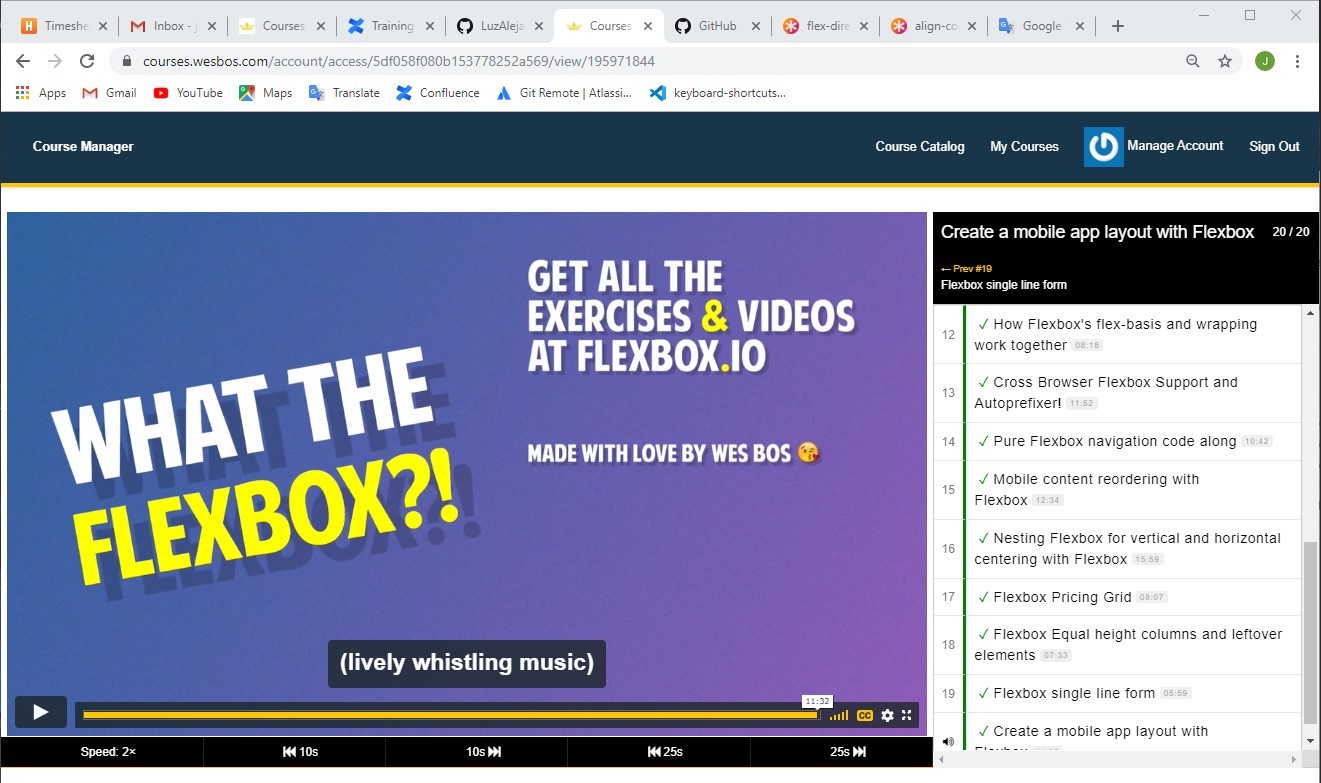 Timeshe
Inbox - j
Courses
Training
LuzAleja
Courses
GitHub
flex-dire
align-co
Google
courses.wesbos.com/account/access/5df058f080b153778252a569/view/195971844
J
Apps
Gmail
YouTube
Maps
Translate
Confluence
Git Remote | Atlassi...
keyboard-shortcuts...
Course Manager
Course Catalog
My Courses
Manage Account
Sign Out
GET ALL THE
EXERCISES & VIDEOS
AT FLEXBOX.IO
WHAT THE
FLEXBOX?!
MADE WITH LOVE BY WES BOS 😘
(lively whistling music)
11:32
CC
Speed: 2×
⏮ 10s
10s ⏭
⏮ 25s
25s ⏭
Create a mobile app layout with Flexbox 20 / 20
← Prev #19
Flexbox single line form
12 ✓ How Flexbox's flex-basis and wrapping
work together 08:18
13 ✓ Cross Browser Flexbox Support and
Autoprefixer! 11:52
14 ✓ Pure Flexbox navigation code along 10:42
15 ✓ Mobile content reordering with
Flexbox 12:34
16 ✓ Nesting Flexbox for vertical and horizontal
centering with Flexbox 15:59
17 ✓ Flexbox Pricing Grid 08:07
18 ✓ Flexbox Equal height columns and leftover
elements 07:33
19 ✓ Flexbox single line form 05:59
✓ Create a mobile app layout with
Flexbox